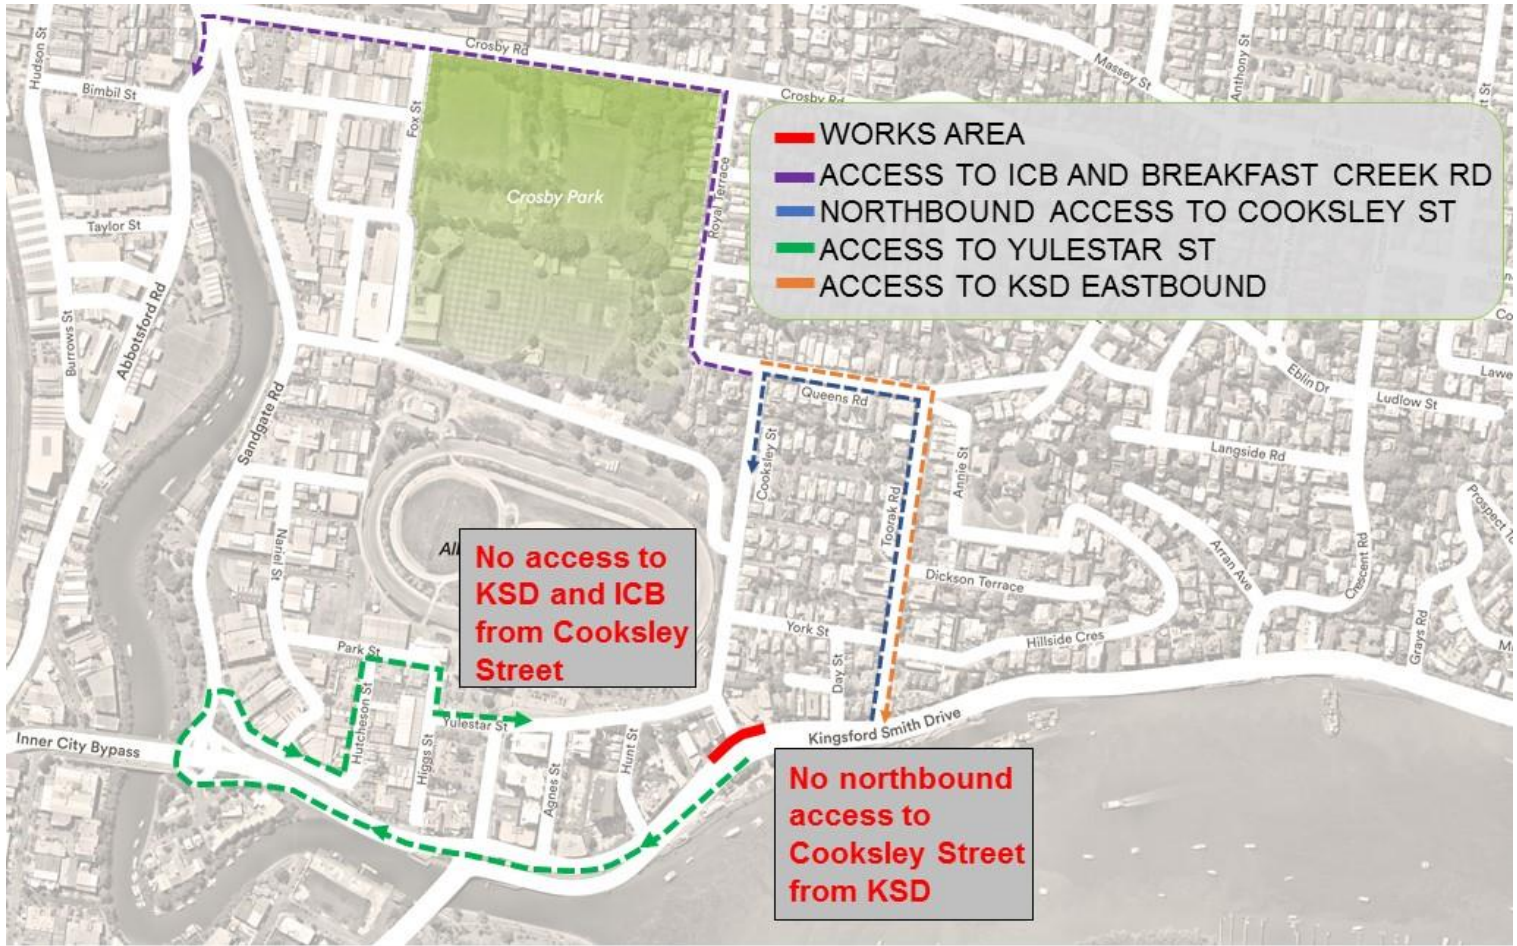 Hudson St
Bimbil St
Crosby Rd
Crosby Rd
Massey St
Anthony St
Fox St
Crosby Park
Royal Terrace
WORKS AREA
ACCESS TO ICB AND BREAKFAST CREEK RD
NORTHBOUND ACCESS TO COOKSLEY ST
ACCESS TO YULESTAR ST
ACCESS TO KSD EASTBOUND
Taylor St
Abbotsford Rd
Burrows St
Sandgate Rd
Queens Rd
Eblin Dr
Ludlow St
Cooksley St
Toorak Rd
Annie St
Langside Rd
Arran Ave
Crescent Rd
Nariel St
No access to
KSD and ICB
from Cooksley
Street
Dickson Terrace
York St
Hillside Cres
Grays Rd
Park St
Day St
Hutcheson St
Yulestar St
Higgs St
Agnes St
Hunt St
Inner City Bypass
Kingsford Smith Drive
No northbound
access to
Cooksley Street
from KSD